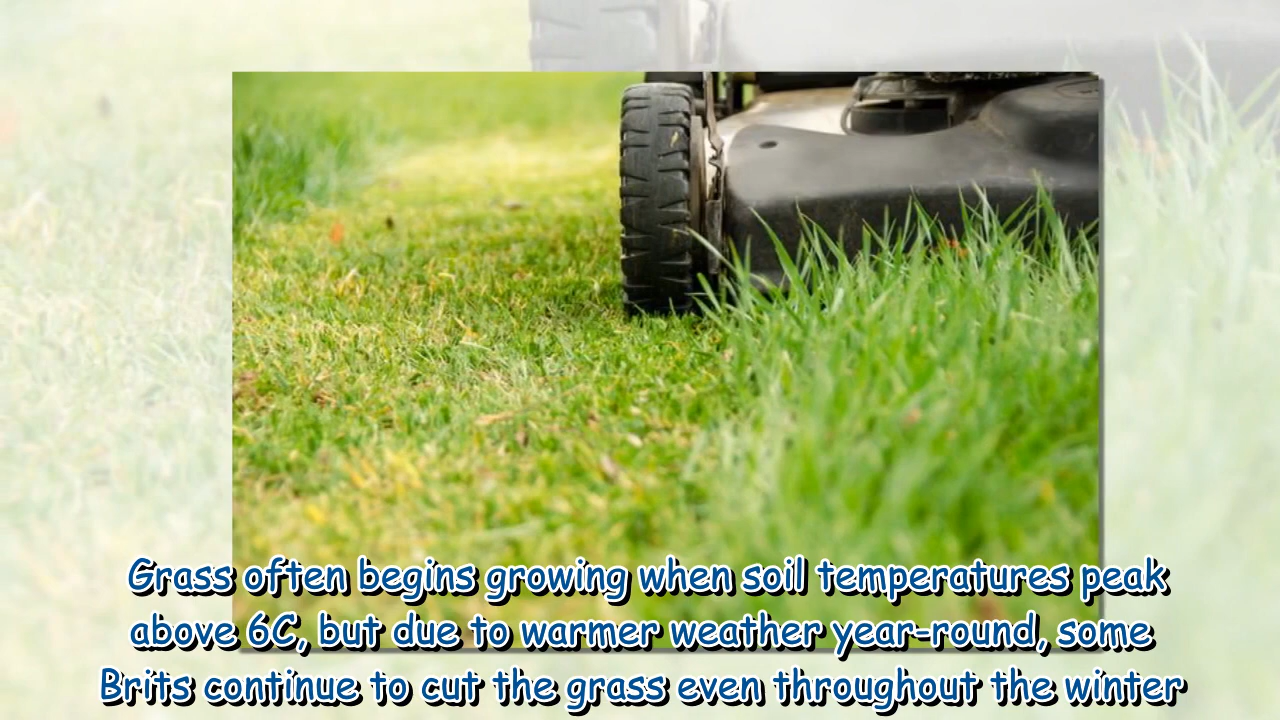 Grass often begins growing when soil temperatures peak
above 6C, but due to warmer weather year-round, some
Brits continue to cut the grass even throughout the winter